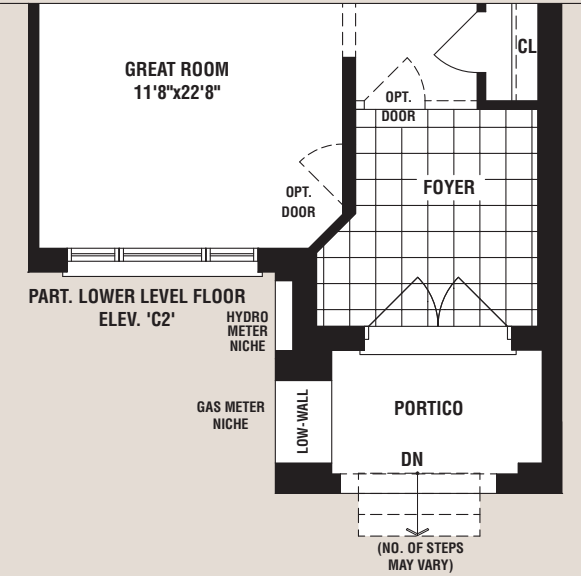 GREAT ROOM
11'8"x22'8"
CL
OPT.
DOOR
OPT.
DOOR
FOYER
PART. LOWER LEVEL FLOOR
ELEV. 'C2'
HYDRO
METER
NICHE
GAS METER
NICHE
LOW-WALL
PORTICO
DN
(NO. OF STEPS
MAY VARY)